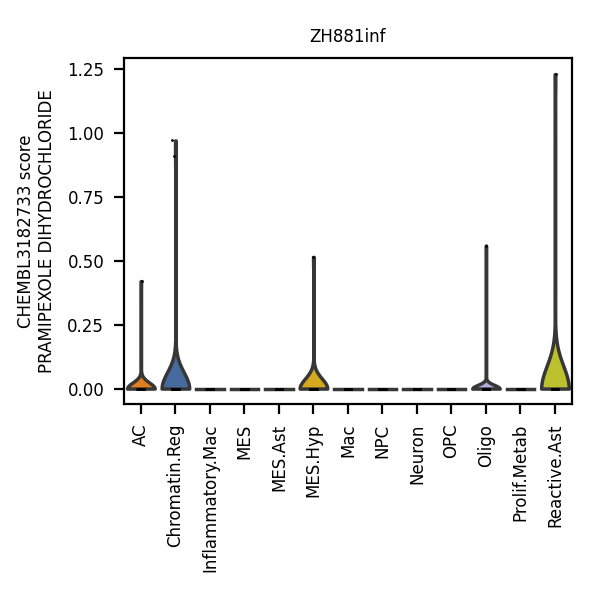 ZH881inf
CHEMBL3182733 score
PRAMIPEXOLE DIHYDROCHLORIDE
1.25
1.00
0.75
0.50
0.25
0.00
AC
Chromatin.Reg
Inflammatory.Mac
MES
MES.Ast
MES.Hyp
Mac
NPC
Neuron
OPC
Oligo
Prolif.Metab
Reactive.Ast